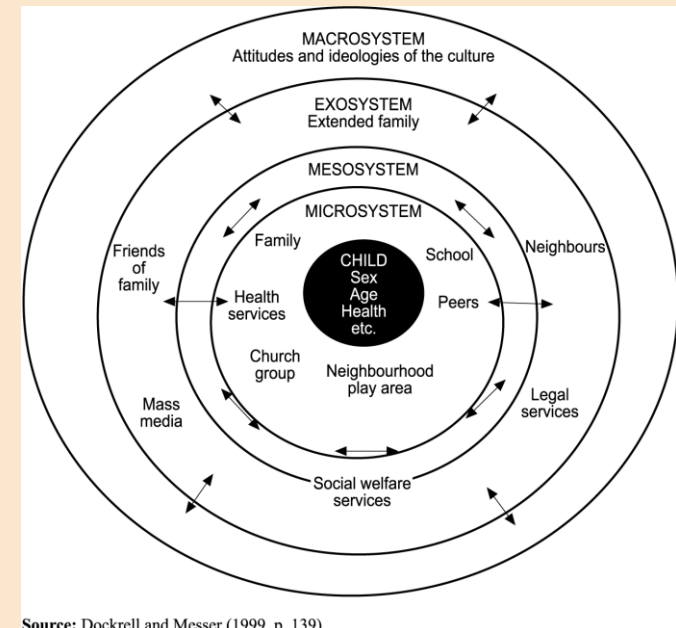 MACROSYSTEM
Attitudes and ideologies of the culture
EXOSYSTEM
Extended family
MESOSYSTEM
MICROSYSTEM
Family
School
CHILD
Sex
Age
Health
etc.
Friends
of
family
Neighbours
Health
services
Peers
Church
group
Neighbourhood
play area
Mass
media
Legal
services
Social welfare
services
Source: Dockrell and Messer (1999, p. 139)